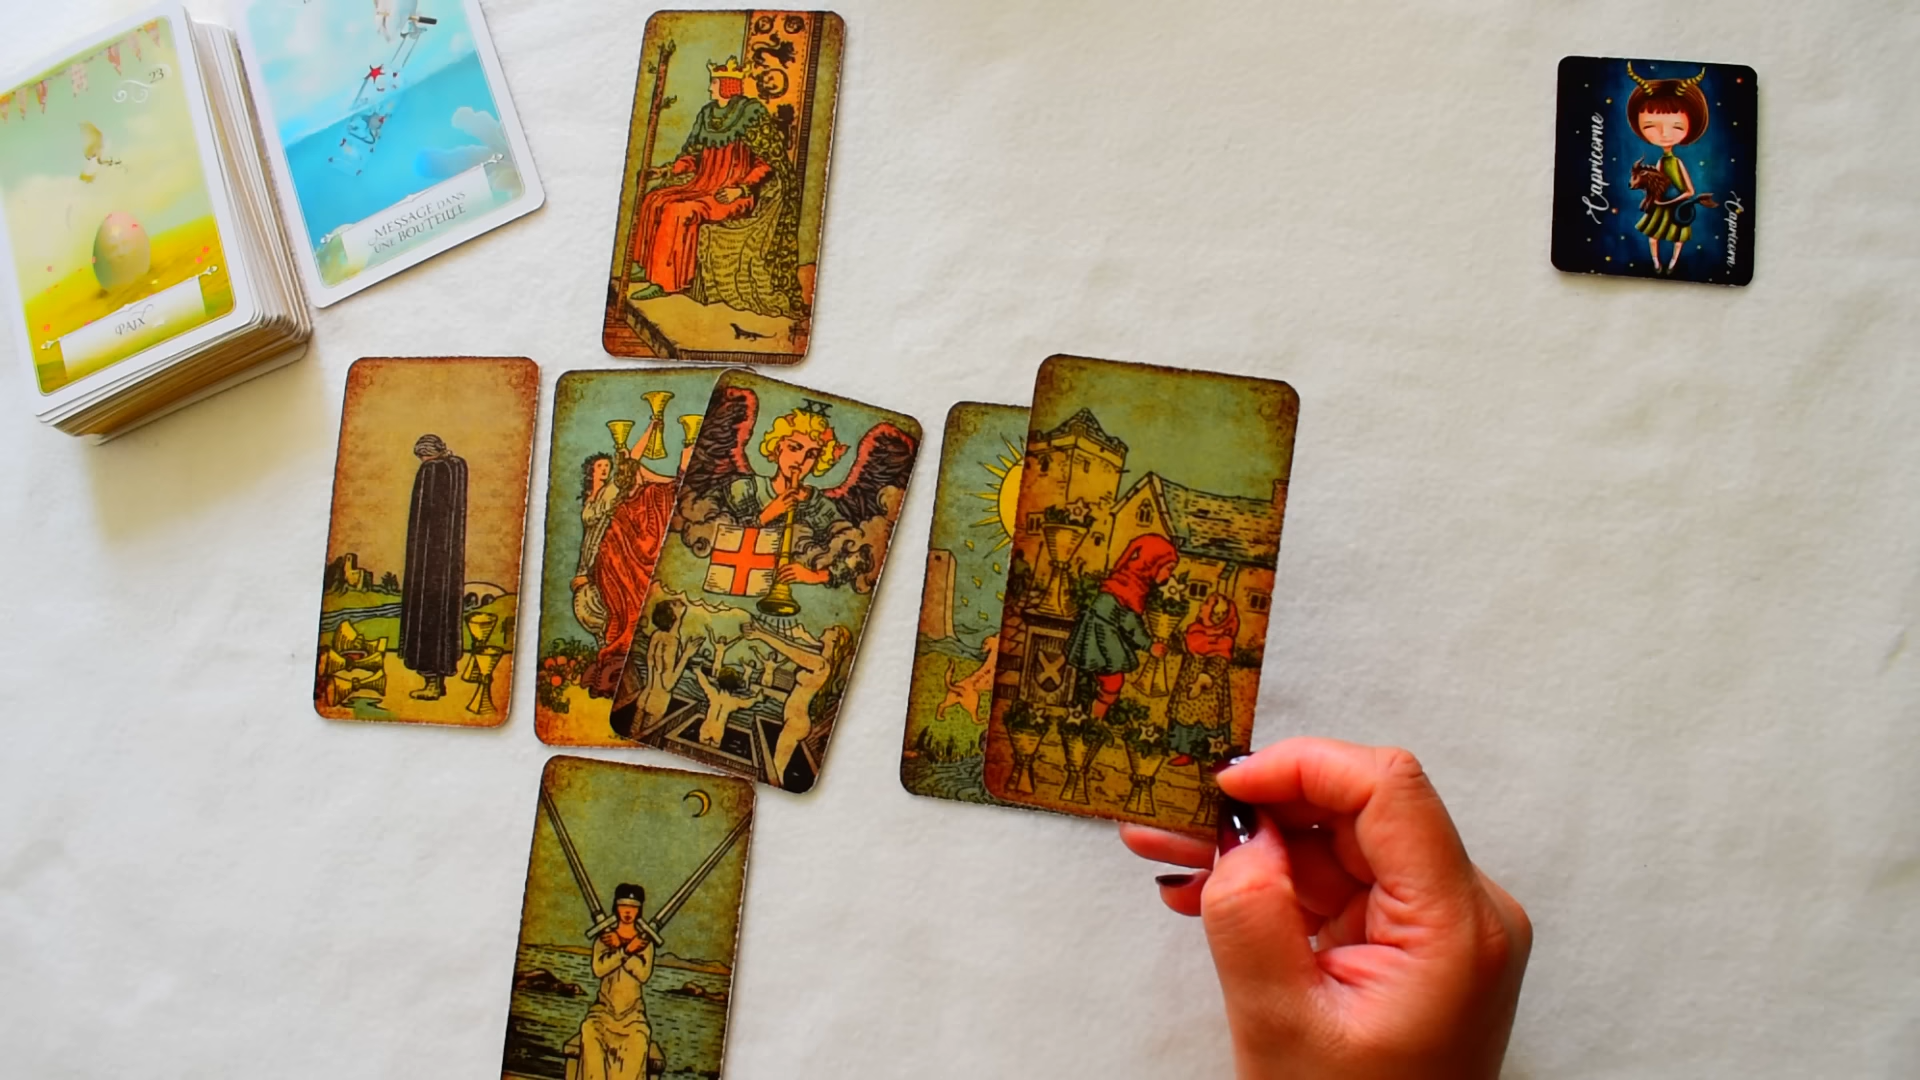 23
PAIX
MESSAGE DANS
UNE BOUTEILLE
XX
Capricorne
Capricorn